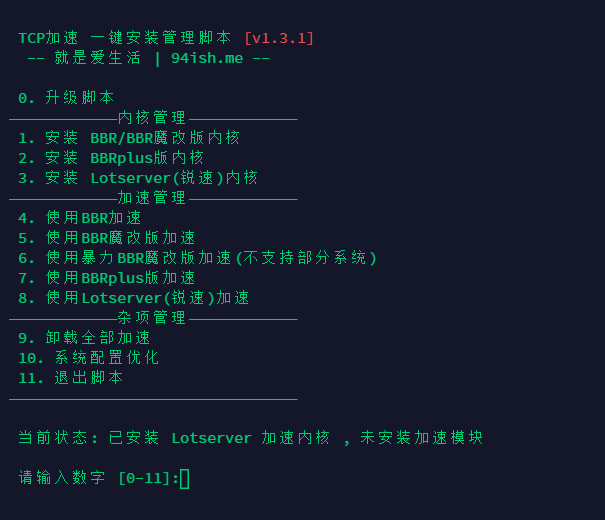 TCP加速 一键安装管理脚本 [v1.3.1]
-- 就是爱生活 | 94ish.me --
0. 升级脚本
————————————内核管理————————————
1. 安装 BBR/BBR魔改版内核
2. 安装 BBRplus版内核
3. 安装 Lotserver(锐速)内核
————————————加速管理————————————
4. 使用BBR加速
5. 使用BBR魔改版加速
6. 使用暴力BBR魔改版加速(不支持部分系统)
7. 使用BBRplus版加速
8. 使用Lotserver(锐速)加速
————————————杂项管理————————————
9. 卸载全部加速
10. 系统配置优化
11. 退出脚本
————————————————————————————————
当前状态: 已安装 Lotserver 加速内核 , 未安装加速模块
请输入数字 [0-11]: